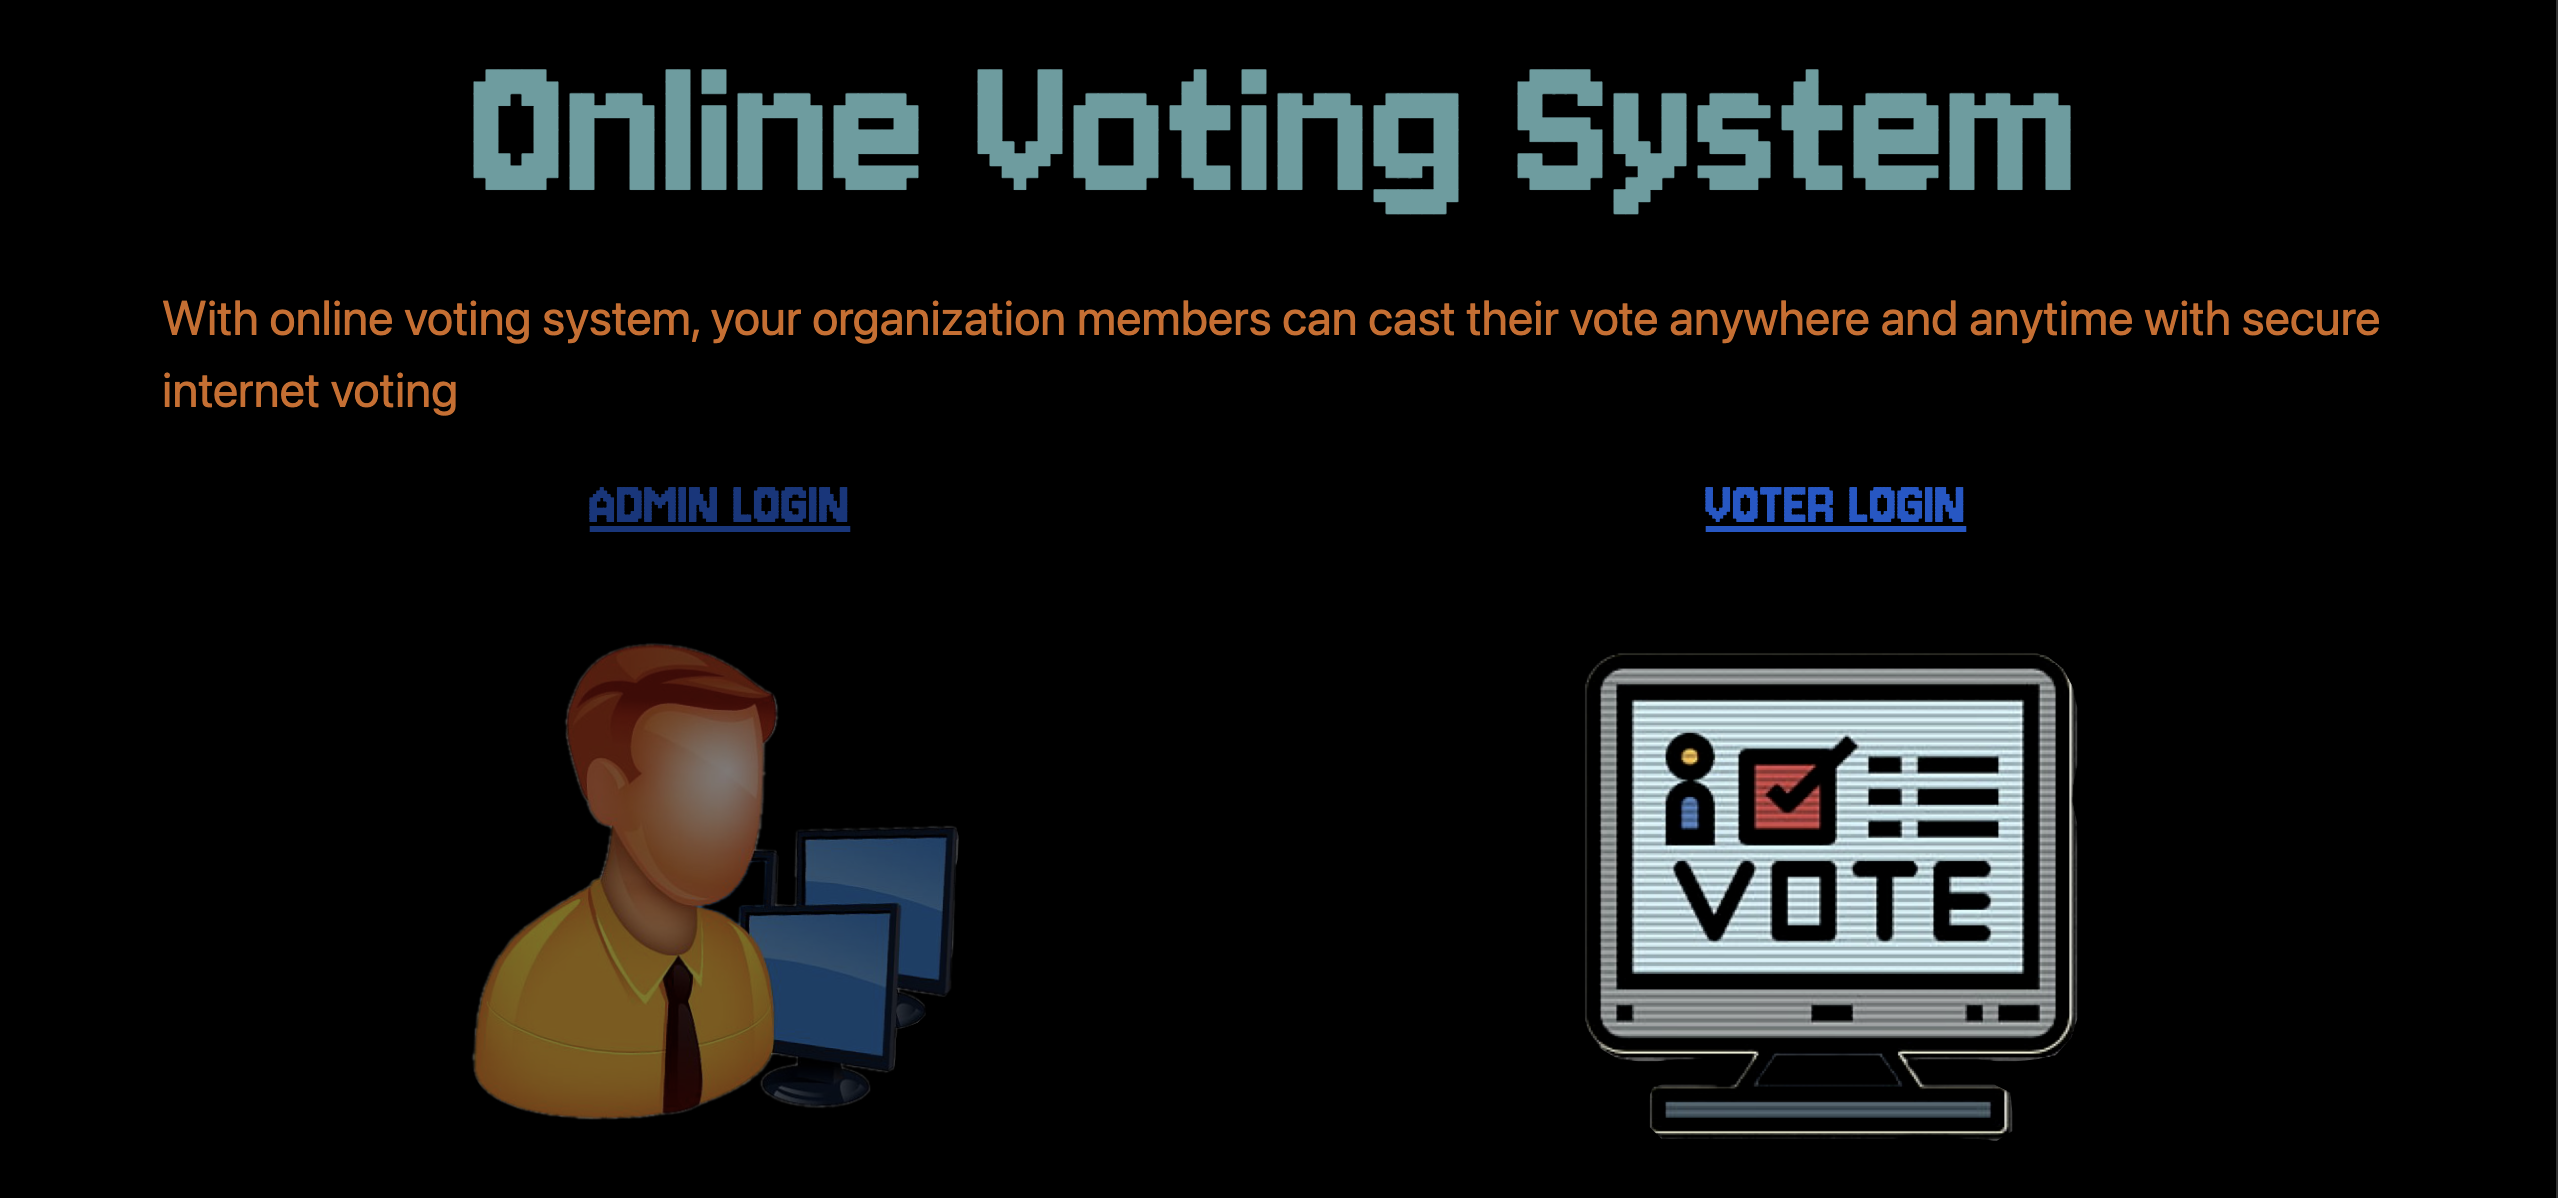 Online Voting System
With online voting system, your organization members can cast their vote anywhere and anytime with secure
internet voting
ADMIN LOGIN
VOTER LOGIN
VOTE